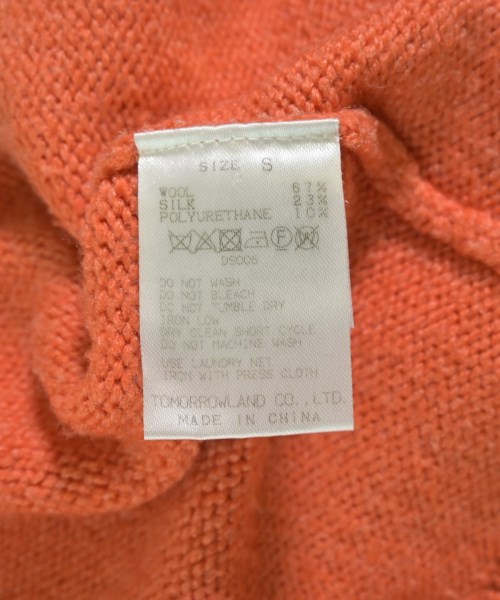 SIZE S
WOOL 67%
SILK 23%
POLYURETHANE 10%
DS006
DO NOT WASH
DO NOT BLEACH
DO NOT TUMBLE DRY
IRON LOW
DRY CLEAN SHORT CYCLE
DO NOT MACHINE WASH
USE LAUNDRY NET
IRON WITH PRESS CLOTH
TOMORROWLAND CO.,LTD.
MADE IN CHINA